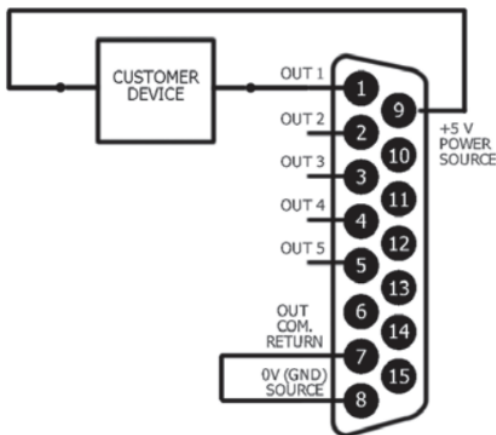 CUSTOMER
DEVICE
OUT 1
OUT 2
OUT 3
OUT 4
OUT 5
OUT
COM.
RETURN
0V (GND)
SOURCE
1
2
3
4
5
6
7
8
9
10
11
12
13
14
15
+5 V
POWER
SOURCE